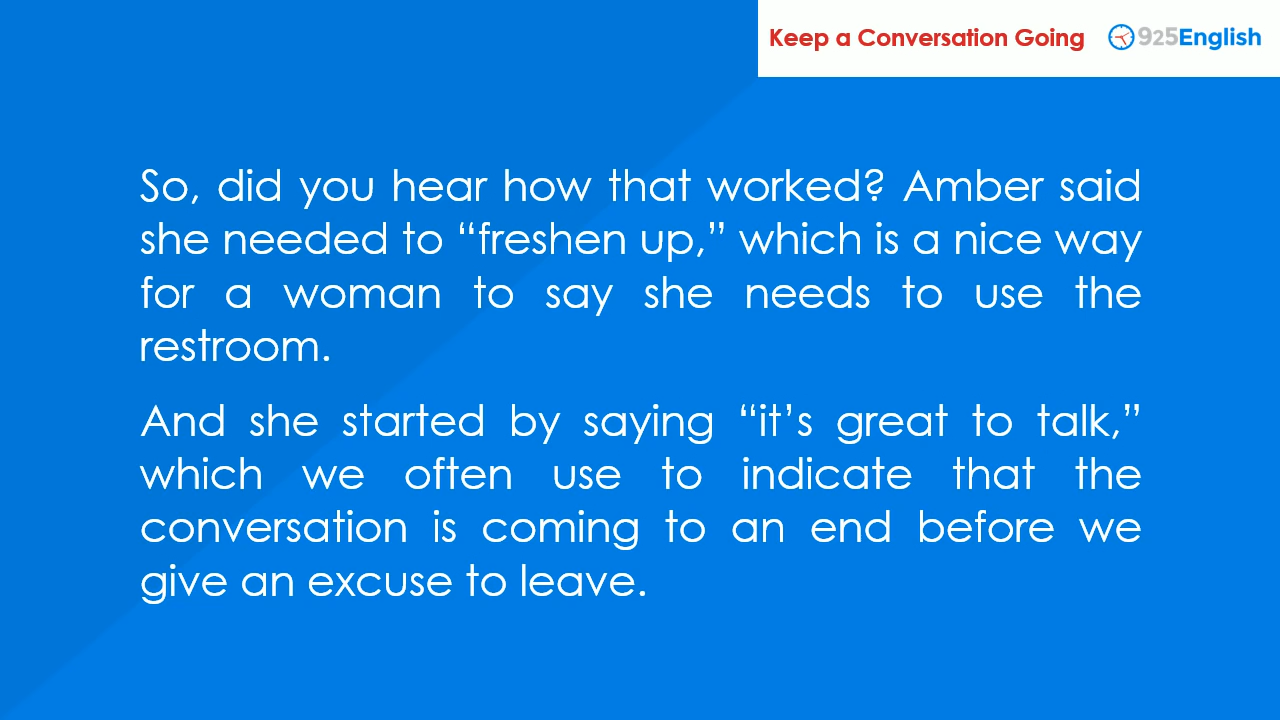 Keep a Conversation Going
925English
So, did you hear how that worked? Amber said
she needed to “freshen up,” which is a nice way
for a woman to say she needs to use the
restroom.
And she started by saying “it’s great to talk,”
which we often use to indicate that the
conversation is coming to an end before we
give an excuse to leave.